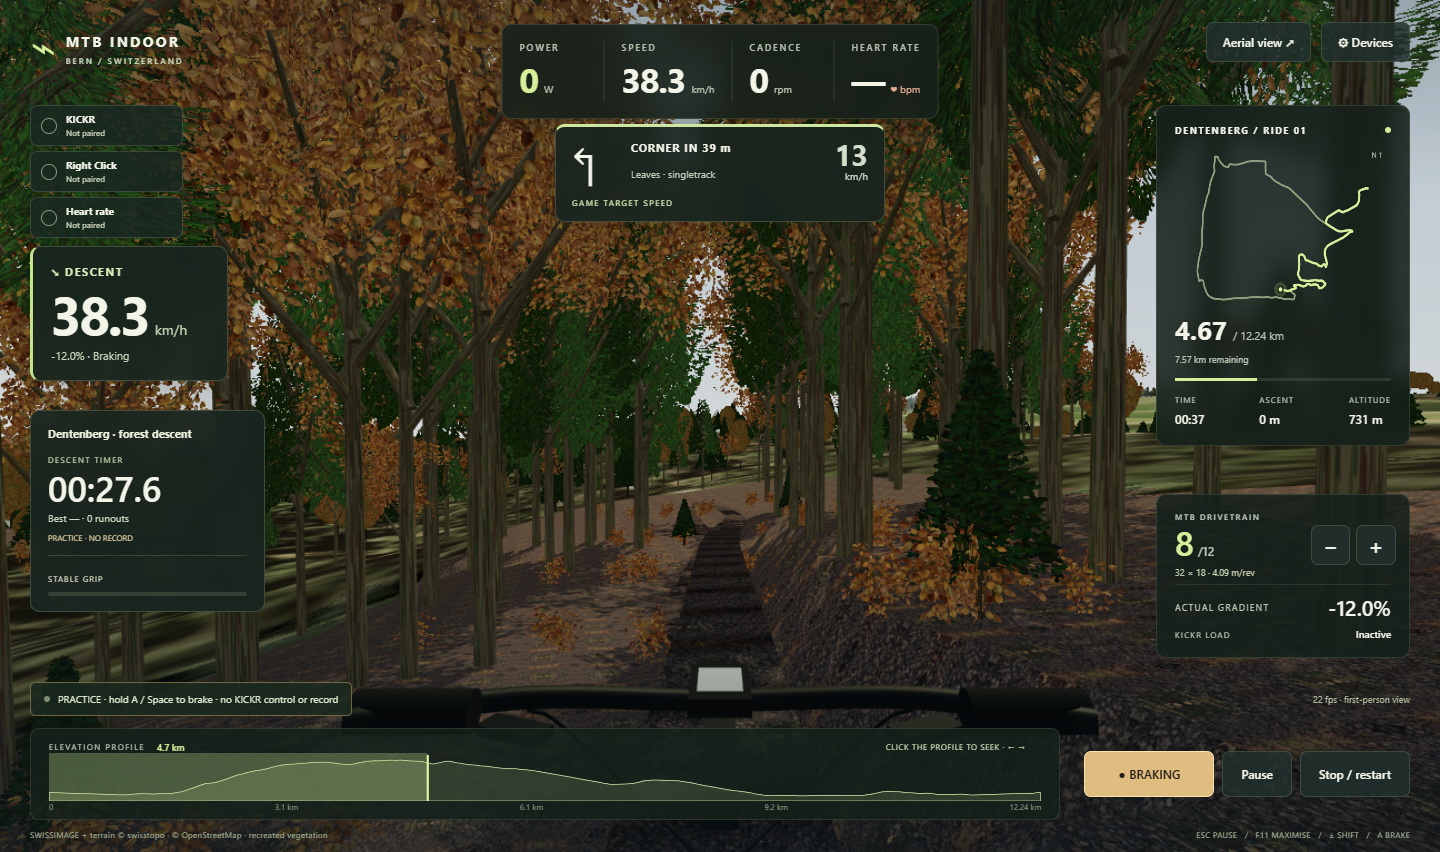 MTB INDOOR
BERN / SWITZERLAND
POWER
0 W
SPEED
38.3 km/h
CADENCE
0 rpm
HEART RATE
— ♥ bpm
Aerial view ↗
⚙ Devices
KICKR
Not paired
Right Click
Not paired
Heart rate
Not paired
CORNER IN 39 m
Leaves · singletrack
13
km/h
GAME TARGET SPEED
↘ DESCENT
38.3 km/h
-12.0% · Braking
DENTENBERG / RIDE 01
N↑
4.67 / 12.24 km
7.57 km remaining
TIME
00:37
ASCENT
0 m
ALTITUDE
731 m
Dentenberg · forest descent
DESCENT TIMER
00:27.6
Best — · 0 runouts
PRACTICE · NO RECORD
STABLE GRIP
MTB DRIVETRAIN
8 /12
− +
32 × 18 · 4.09 m/rev
ACTUAL GRADIENT -12.0%
KICKR LOAD Inactive
PRACTICE · hold A / Space to brake · no KICKR control or record
22 fps · first-person view
ELEVATION PROFILE 4.7 km
CLICK THE PROFILE TO SEEK · ← →
0 3.1 km 6.1 km 9.2 km 12.24 km
● BRAKING
Pause
Stop / restart
SWISSIMAGE + terrain © swisstopo · © OpenStreetMap · recreated vegetation
ESC PAUSE / F11 MAXIMISE / ± SHIFT / A BRAKE